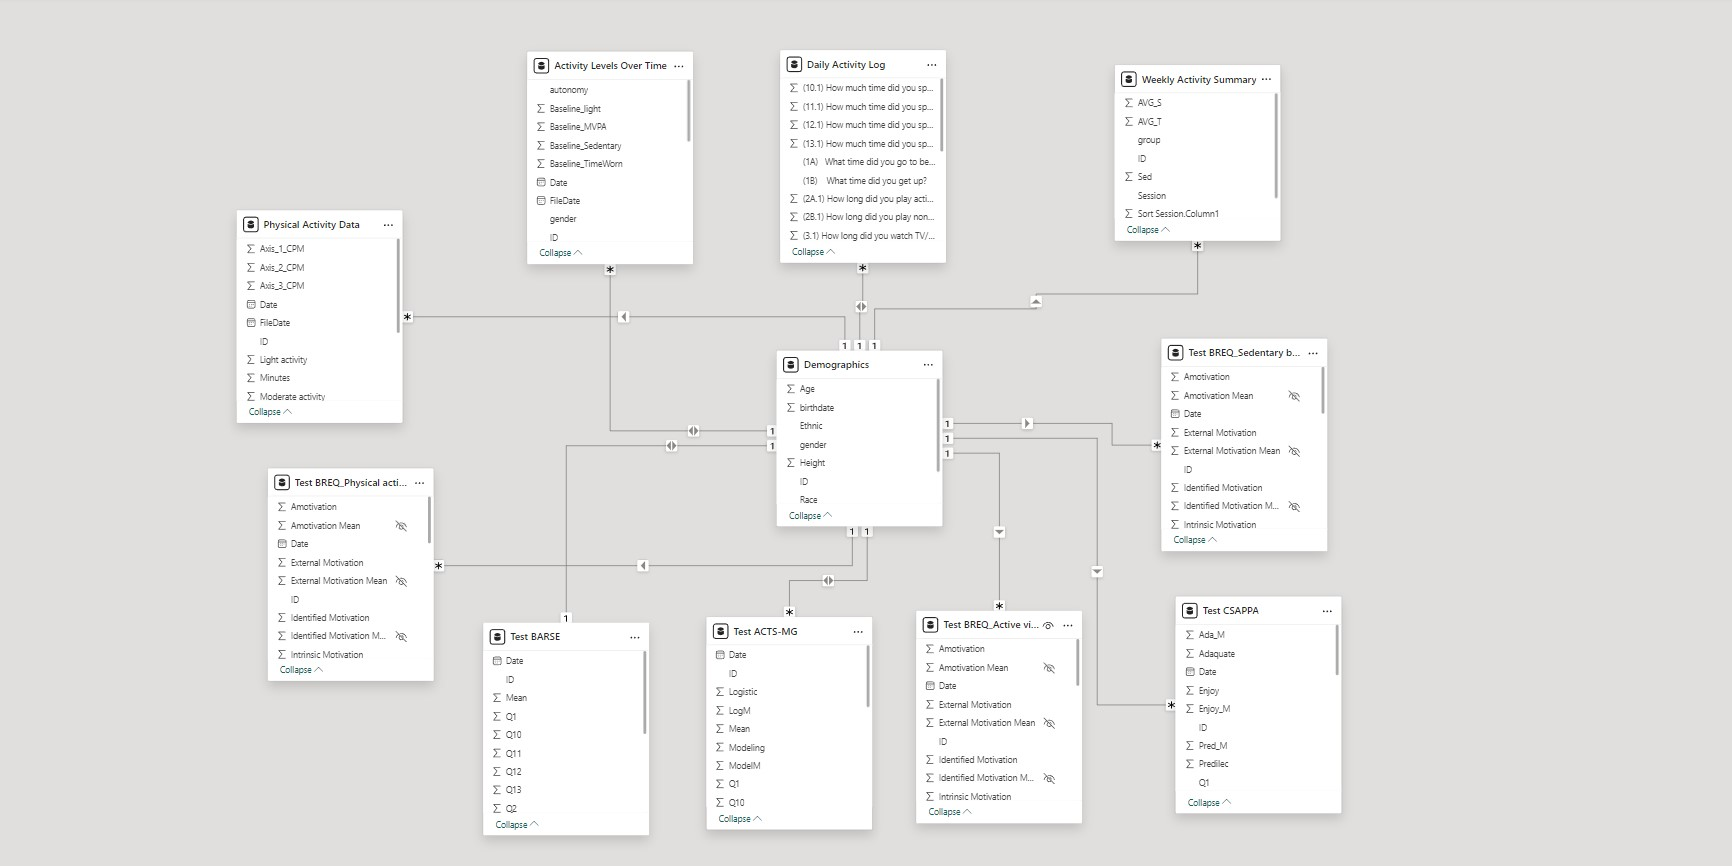 Activity Levels Over Time ...
autonomy
Baseline_light
Baseline_MVPA
Baseline_Sedentary
Baseline_TimeWorn
Date
FileDate
gender
ID
Collapse
Daily Activity Log ...
(10.1) How much time did you sp...
(11.1) How much time did you sp...
(12.1) How much time did you sp...
(13.1) How much time did you sp...
(1A) What time did you go to be...
(1B) What time did you get up?
(2A.1) How long did you play acti...
(2B.1) How long did you play non...
(3.1) How long did you watch TV/...
Collapse
Weekly Activity Summary ...
AVG_S
AVG_T
group
ID
Sed
Session
Sort Session.Column1
Collapse
Physical Activity Data ...
Axis_1_CPM
Axis_2_CPM
Axis_3_CPM
Date
FileDate
ID
Light activity
Minutes
Moderate activity
Collapse
* * * *
1 1 1
Demographics ...
Age
birthdate
Ethnic
gender
Height
ID
Race
Collapse
1
1
1
1
1
1 1
Test BREQ_Sedentary b... ...
Amotivation
Amotivation Mean
Date
External Motivation
External Motivation Mean
ID
Identified Motivation
Identified Motivation M...
Intrinsic Motivation
Collapse
*
Test BREQ_Physical acti... ...
Amotivation
Amotivation Mean
Date
External Motivation
External Motivation Mean
ID
Identified Motivation
Identified Motivation M...
Intrinsic Motivation
Collapse
*
1
Test BARSE ...
Date
ID
Mean
Q1
Q10
Q11
Q12
Q13
Q2
Collapse
*
Test ACTS-MG ...
Date
ID
Logistic
LogM
Mean
Modeling
ModelM
Q1
Q10
Collapse
*
Test BREQ_Active vi... ...
Amotivation
Amotivation Mean
Date
External Motivation
External Motivation Mean
ID
Identified Motivation
Identified Motivation M...
Intrinsic Motivation
Collapse
*
Test CSAPPA ...
Ada_M
Adaquate
Date
Enjoy
Enjoy_M
ID
Pred_M
Predilec
Q1
Collapse